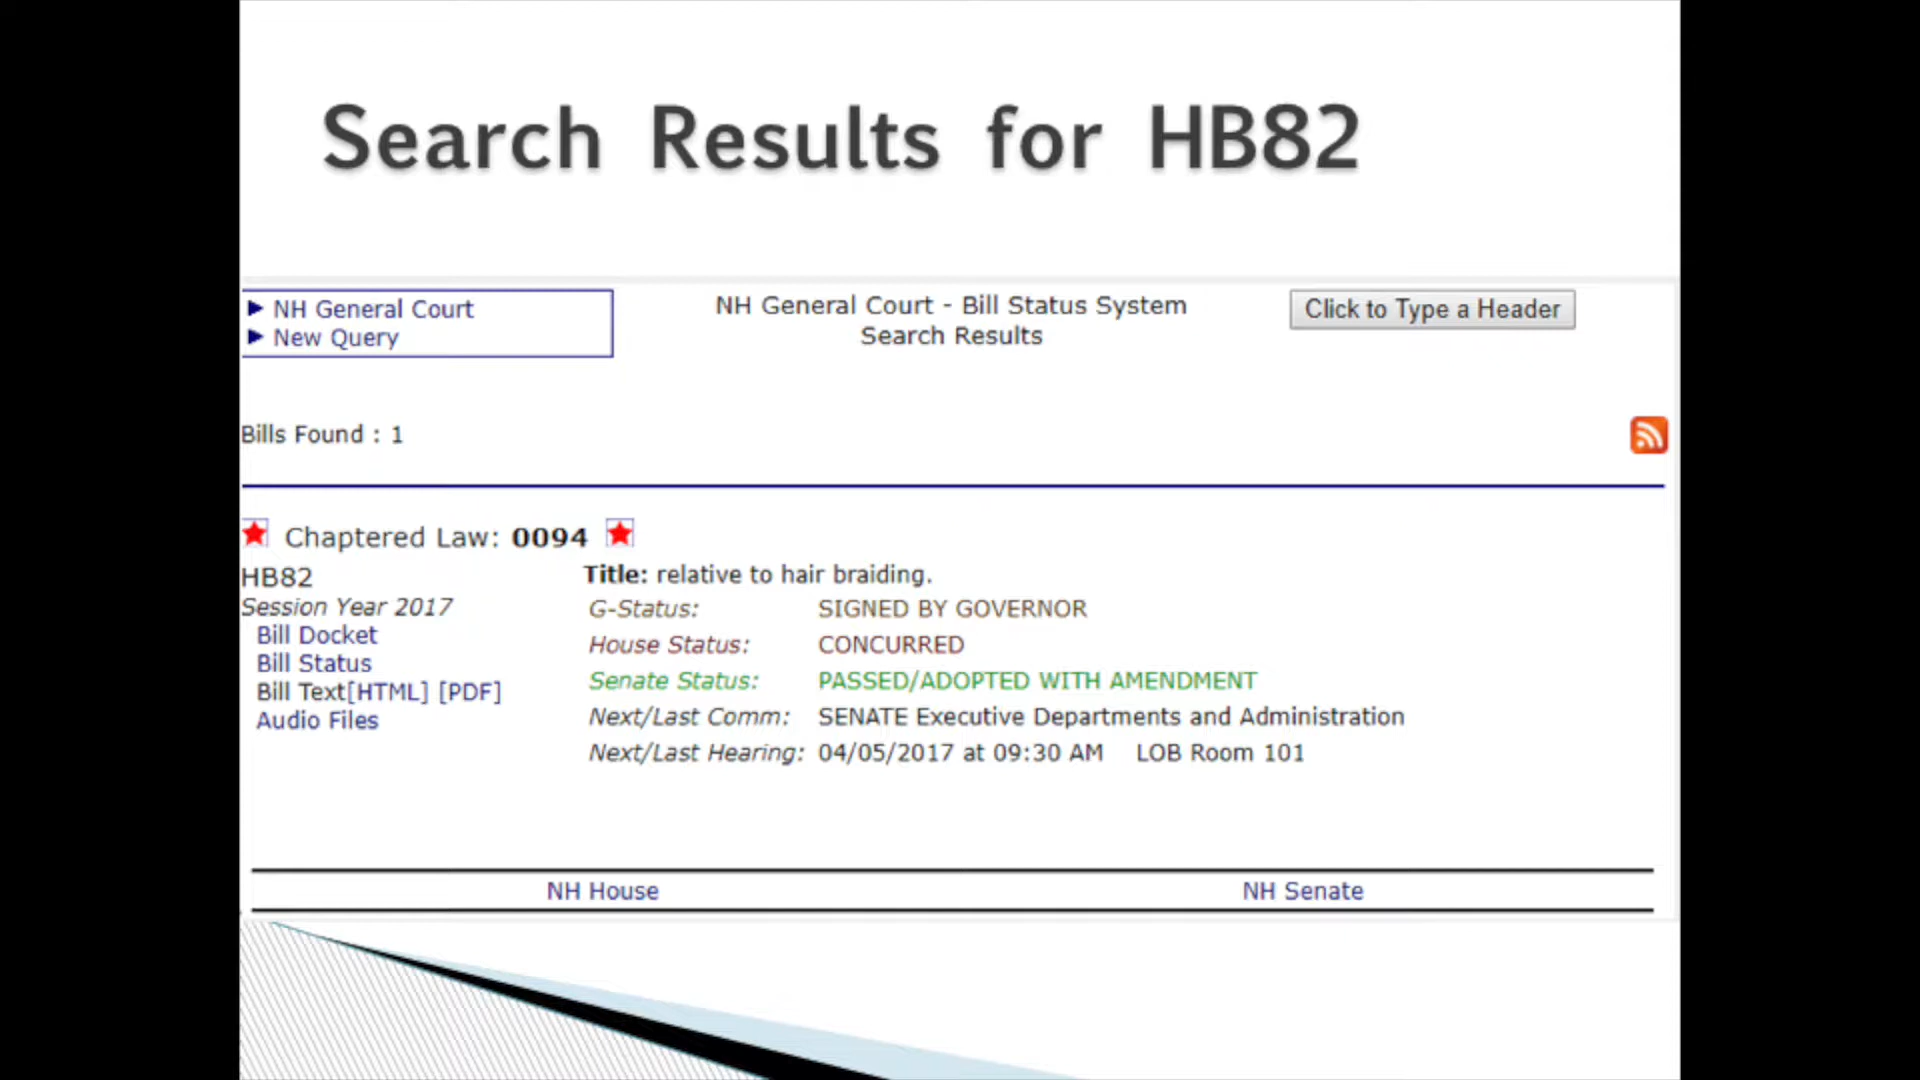 Search Results for HB82
NH General Court
New Query
NH General Court - Bill Status System
Search Results
Click to Type a Header
Bills Found : 1
Chaptered Law: 0094
HB82
Session Year 2017
Bill Docket
Bill Status
Bill Text[HTML] [PDF]
Audio Files
Title: relative to hair braiding.
G-Status: SIGNED BY GOVERNOR
House Status: CONCURRED
Senate Status: PASSED/ADOPTED WITH AMENDMENT
Next/Last Comm: SENATE Executive Departments and Administration
Next/Last Hearing: 04/05/2017 at 09:30 AM LOB Room 101
NH House
NH Senate